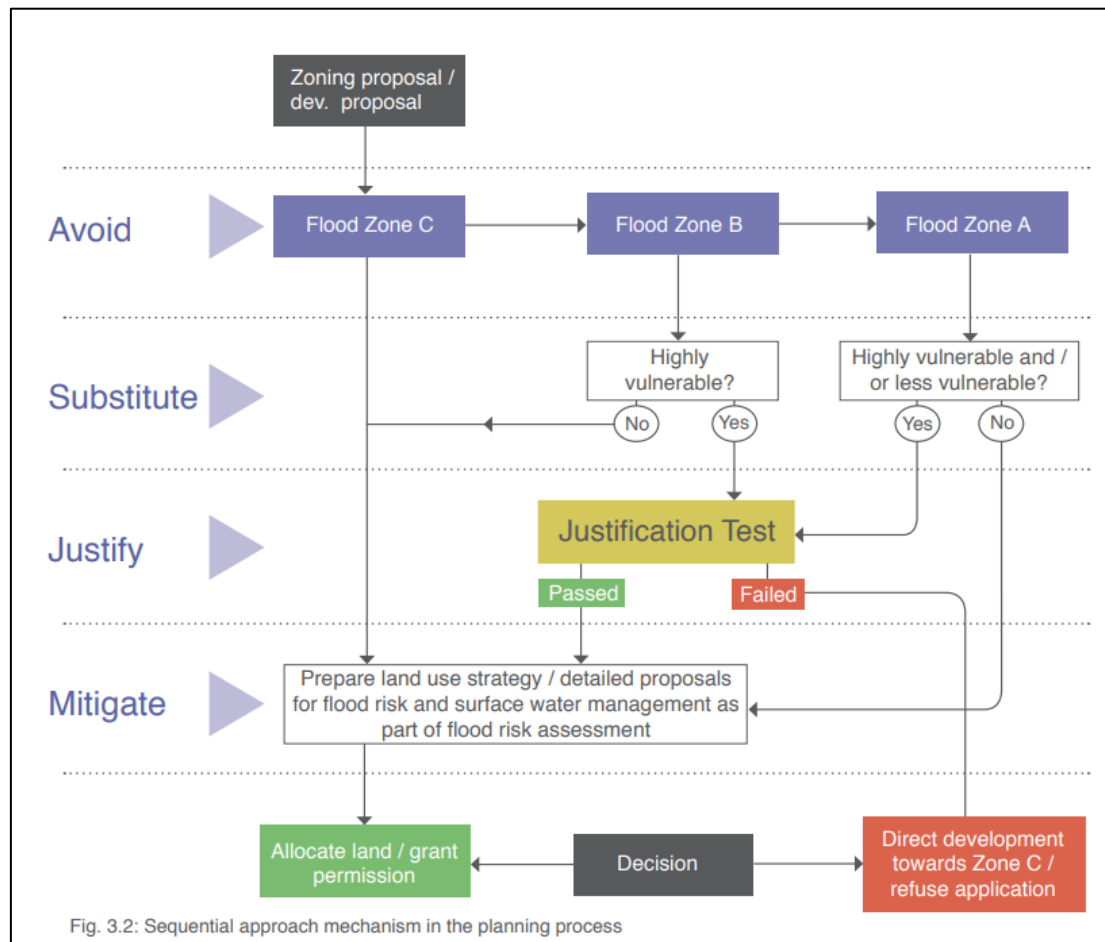 Zoning proposal /
dev. proposal
Avoid
Flood Zone C
Flood Zone B
Flood Zone A
Substitute
Highly
vulnerable?
Highly vulnerable and /
or less vulnerable?
No
Yes
Yes
No
Justify
Justification Test
Passed
Failed
Mitigate
Prepare land use strategy / detailed proposals
for flood risk and surface water management as
part of flood risk assessment
Allocate land / grant
permission
Decision
Direct development
towards Zone C /
refuse application
Fig. 3.2: Sequential approach mechanism in the planning process